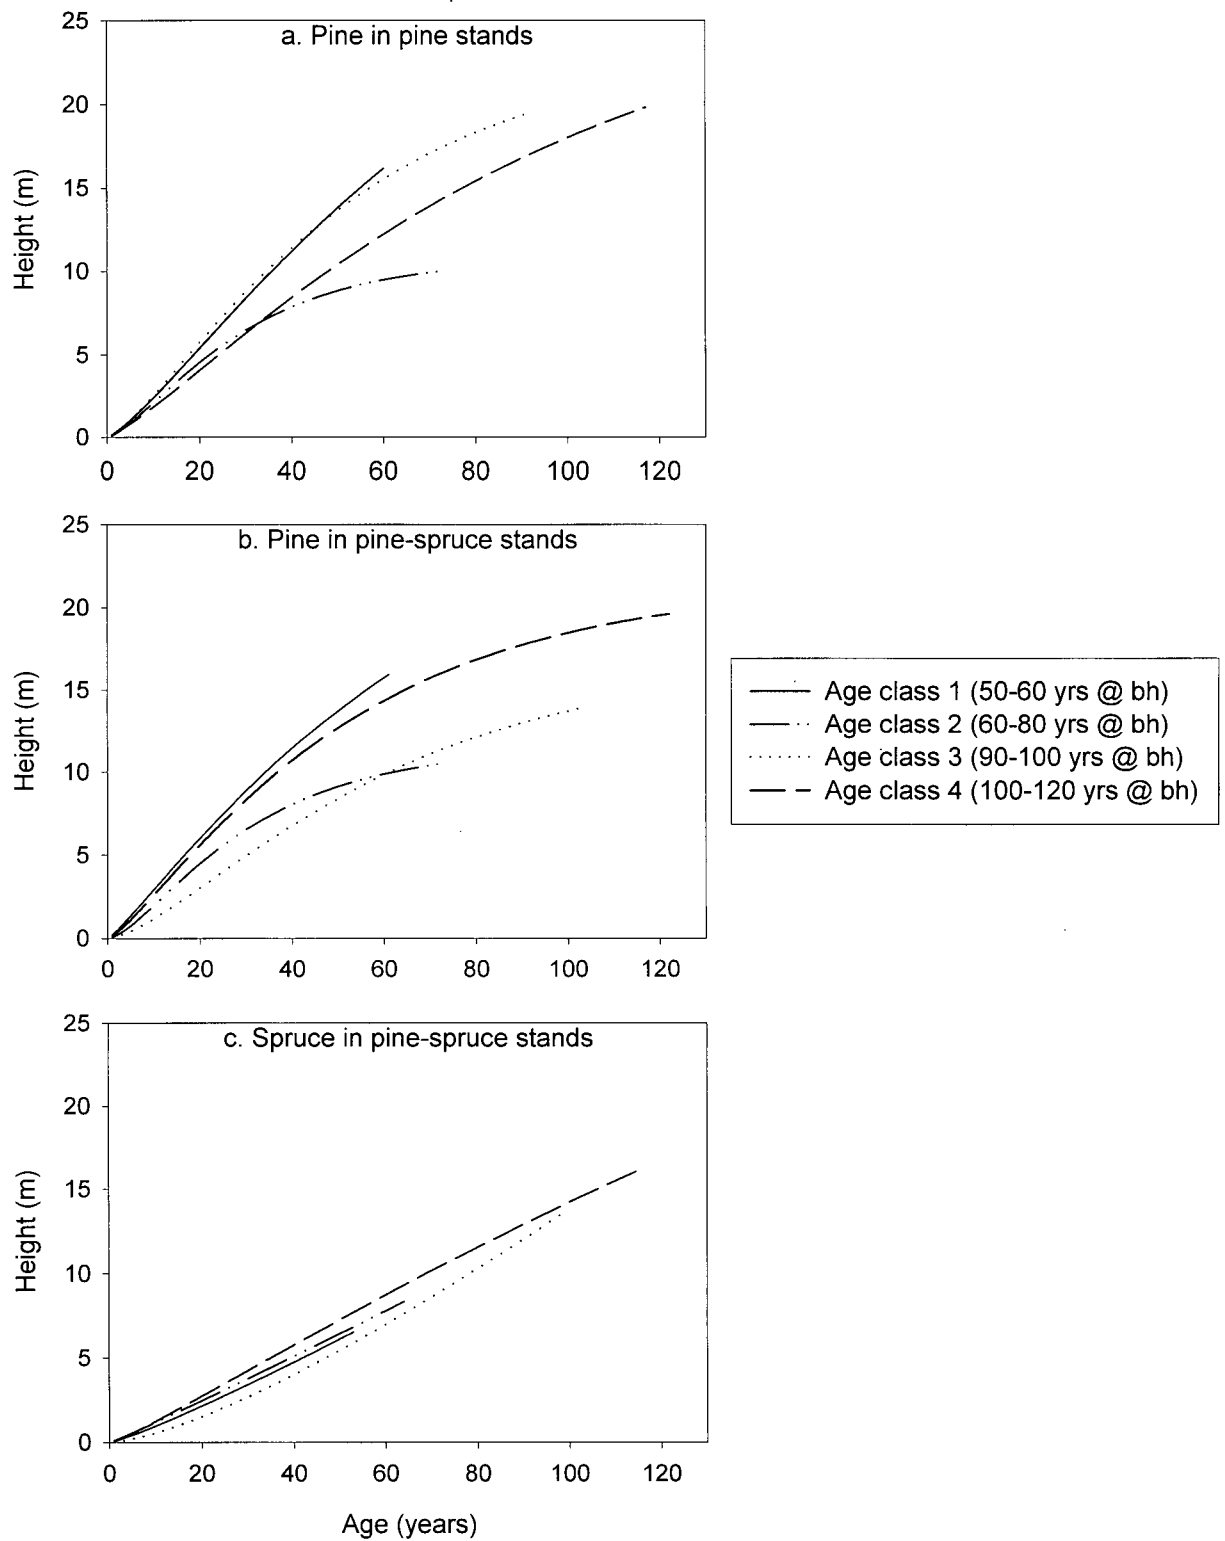 a. Pine in pine stands
25
20
15
10
5
0
Height (m)
0 20 40 60 80 100 120
b. Pine in pine-spruce stands
25
20
15
10
5
0
Height (m)
0 20 40 60 80 100 120
Age class 1 (50-60 yrs @ bh)
Age class 2 (60-80 yrs @ bh)
Age class 3 (90-100 yrs @ bh)
Age class 4 (100-120 yrs @ bh)
c. Spruce in pine-spruce stands
25
20
15
10
5
0
Height (m)
0 20 40 60 80 100 120
Age (years)